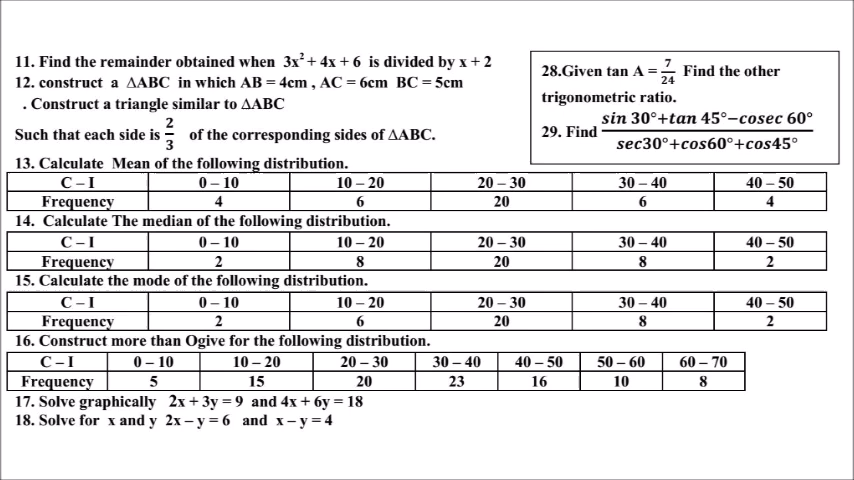 11. Find the remainder obtained when 3x² + 4x + 6 is divided by x + 2
12. construct a ΔABC in which AB = 4cm , AC = 6cm BC = 5cm
. Construct a triangle similar to ΔABC
Such that each side is 2/3 of the corresponding sides of ΔABC.
28.Given tan A = 7/24 Find the other
trigonometric ratio.
29. Find (sin 30°+tan 45°−cosec 60°)/(sec30°+cos60°+cos45°)
13. Calculate Mean of the following distribution.
C – I 0 – 10 10 – 20 20 – 30 30 – 40 40 – 50
Frequency 4 6 20 6 4
14. Calculate The median of the following distribution.
C – I 0 – 10 10 – 20 20 – 30 30 – 40 40 – 50
Frequency 2 8 20 8 2
15. Calculate the mode of the following distribution.
C – I 0 – 10 10 – 20 20 – 30 30 – 40 40 – 50
Frequency 2 6 20 8 2
16. Construct more than Ogive for the following distribution.
C – I 0 – 10 10 – 20 20 – 30 30 – 40 40 – 50 50 – 60 60 – 70
Frequency 5 15 20 23 16 10 8
17. Solve graphically 2x + 3y = 9 and 4x + 6y = 18
18. Solve for x and y 2x – y = 6 and x – y = 4